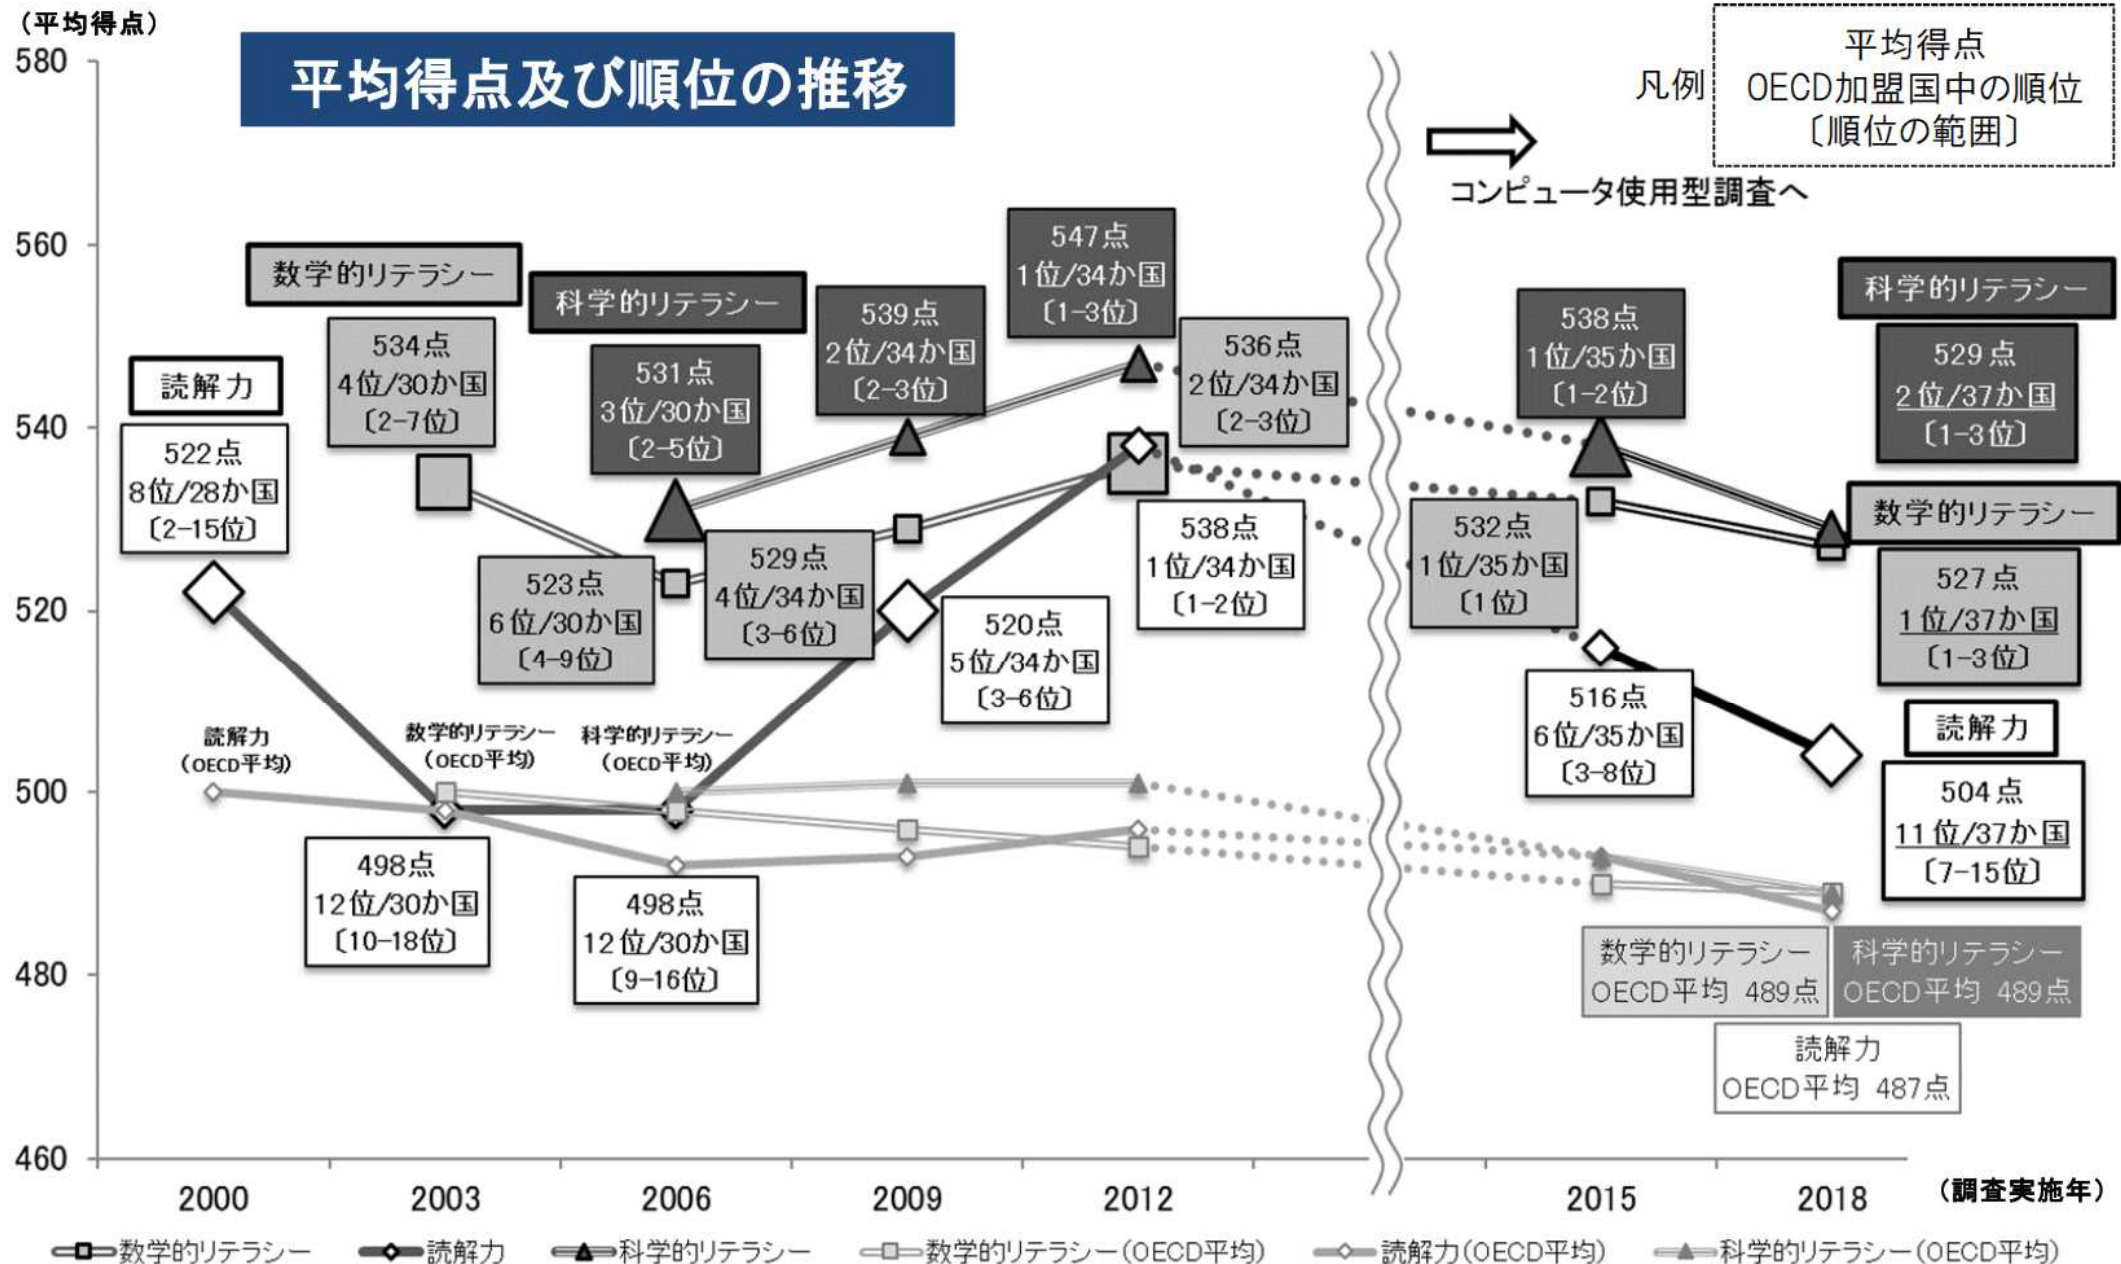 (平均得点)
580
560
540
520
500
480
460
平均得点及び順位の推移
凡例
平均得点
OECD加盟国中の順位
〔順位の範囲〕
コンピュータ使用型調査へ
読解力
522点
8位/28か国
〔2−15位〕
数学的リテラシー
534点
4位/30か国
〔2−7位〕
科学的リテラシー
531点
3位/30か国
〔2−5位〕
539点
2位/34か国
〔2−3位〕
547点
1位/34か国
〔1−3位〕
536点
2位/34か国
〔2−3位〕
523点
6位/30か国
〔4−9位〕
529点
4位/34か国
〔3−6位〕
520点
5位/34か国
〔3−6位〕
538点
1位/34か国
〔1−2位〕
498点
12位/30か国
〔10−18位〕
498点
12位/30か国
〔9−16位〕
読解力
(OECD平均)
数学的リテラシー
(OECD平均)
科学的リテラシー
(OECD平均)
538点
1位/35か国
〔1−2位〕
532点
1位/35か国
〔1位〕
516点
6位/35か国
〔3−8位〕
科学的リテラシー
529点
2位/37か国
〔1−3位〕
数学的リテラシー
527点
1位/37か国
〔1−3位〕
読解力
504点
11位/37か国
〔7−15位〕
数学的リテラシー
OECD平均 489点
科学的リテラシー
OECD平均 489点
読解力
OECD平均 487点
2000 2003 2006 2009 2012 2015 2018
(調査実施年)
数学的リテラシー 読解力 科学的リテラシー 数学的リテラシー(OECD平均) 読解力(OECD平均) 科学的リテラシー(OECD平均)